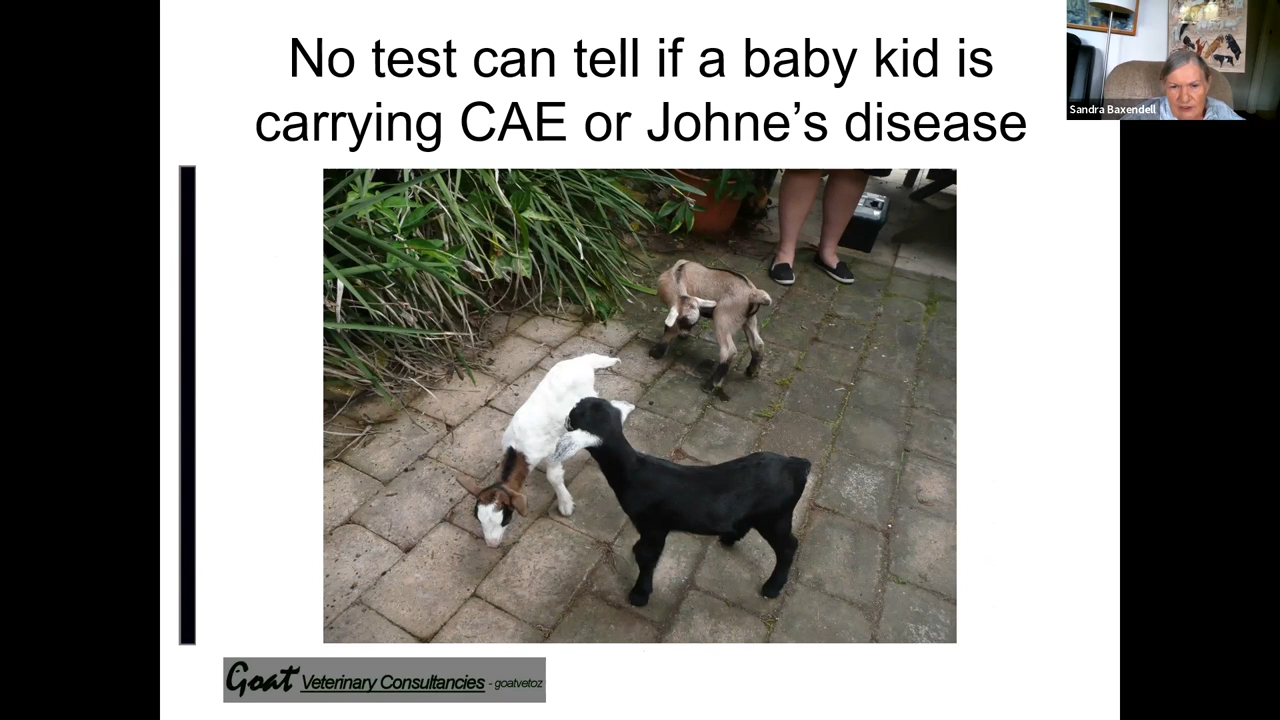 No test can tell if a baby kid is
carrying CAE or Johne’s disease
Sandra Baxendell
Goat Veterinary Consultancies - goatvetoz